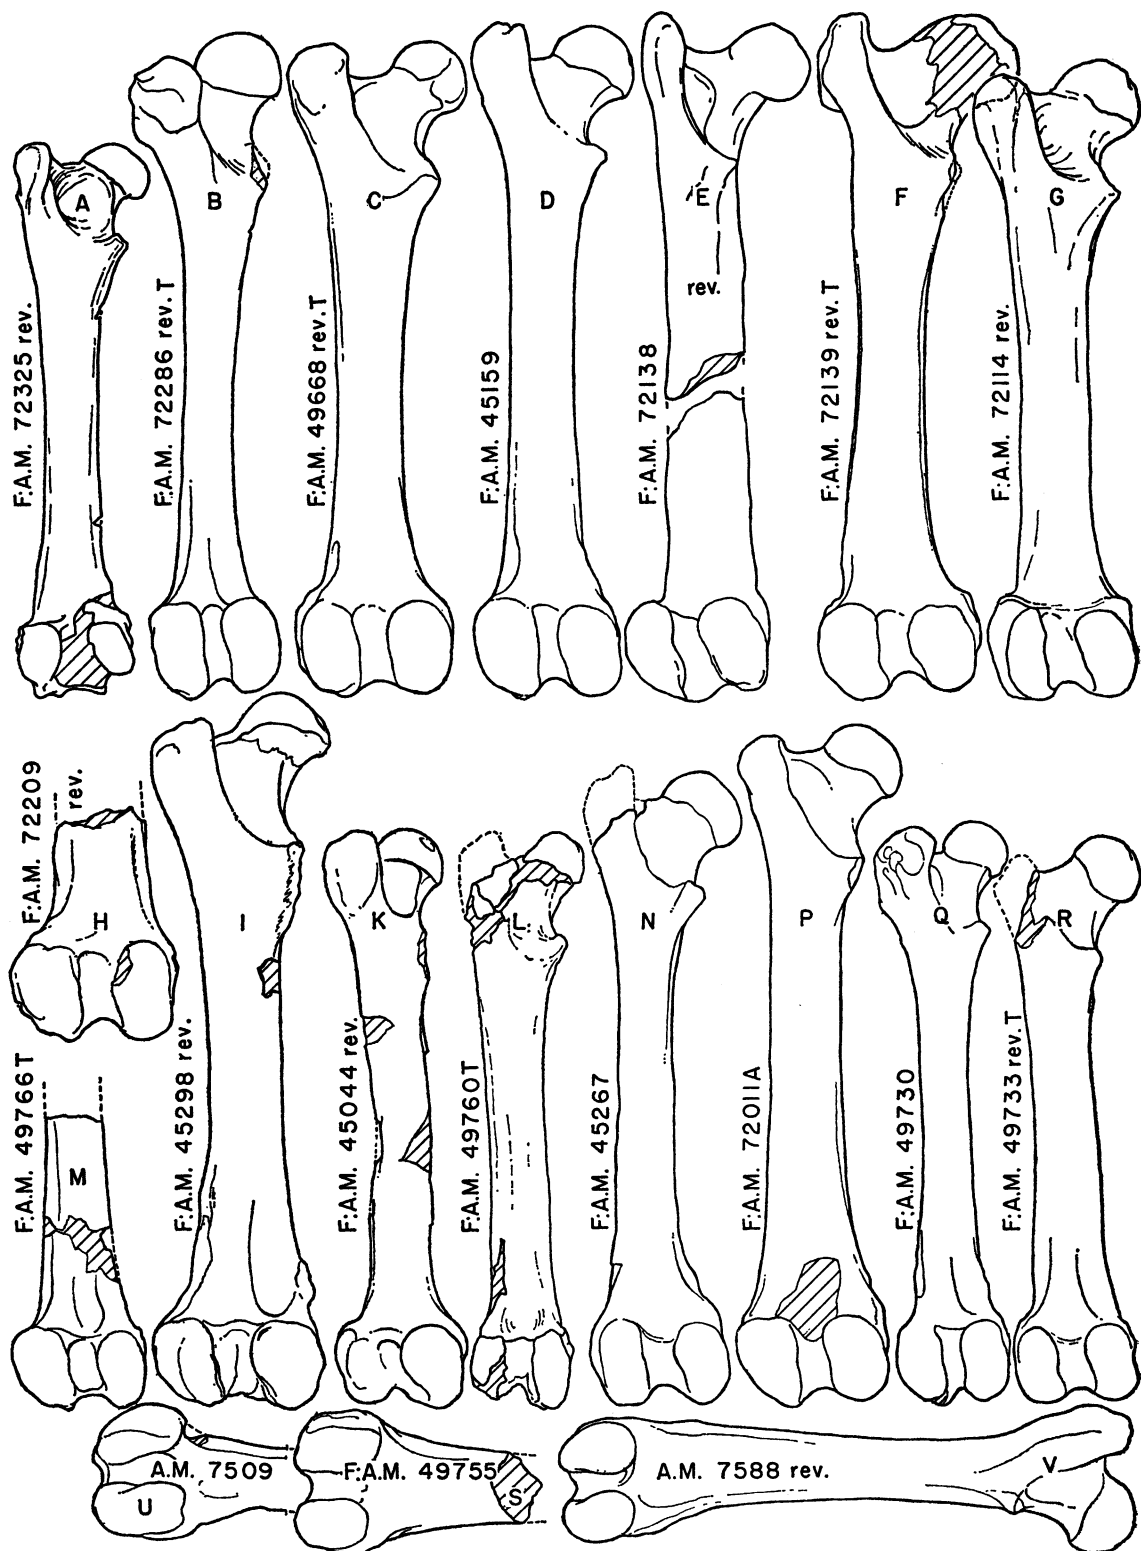 A
B
C
D
E
F
G
rev.
F:A.M. 72325 rev.
F:A.M. 72286 rev. T
F:A.M. 49668 rev. T
F:A.M. 45159
F:A.M. 72138
F:A.M. 72139 rev. T
F:A.M. 72114 rev.
F:A.M. 72209
rev.
H
I
K
L
N
P
Q
R
F:A.M. 49766 T
M
F:A.M. 45298 rev.
F:A.M. 45044 rev.
F:A.M. 49760T
F:A.M. 45267
F:A.M. 72011A
F:A.M. 49730
F:A.M. 49733 rev. T
A.M. 7509
U
F:A.M. 49755
S
A.M. 7588 rev.
V